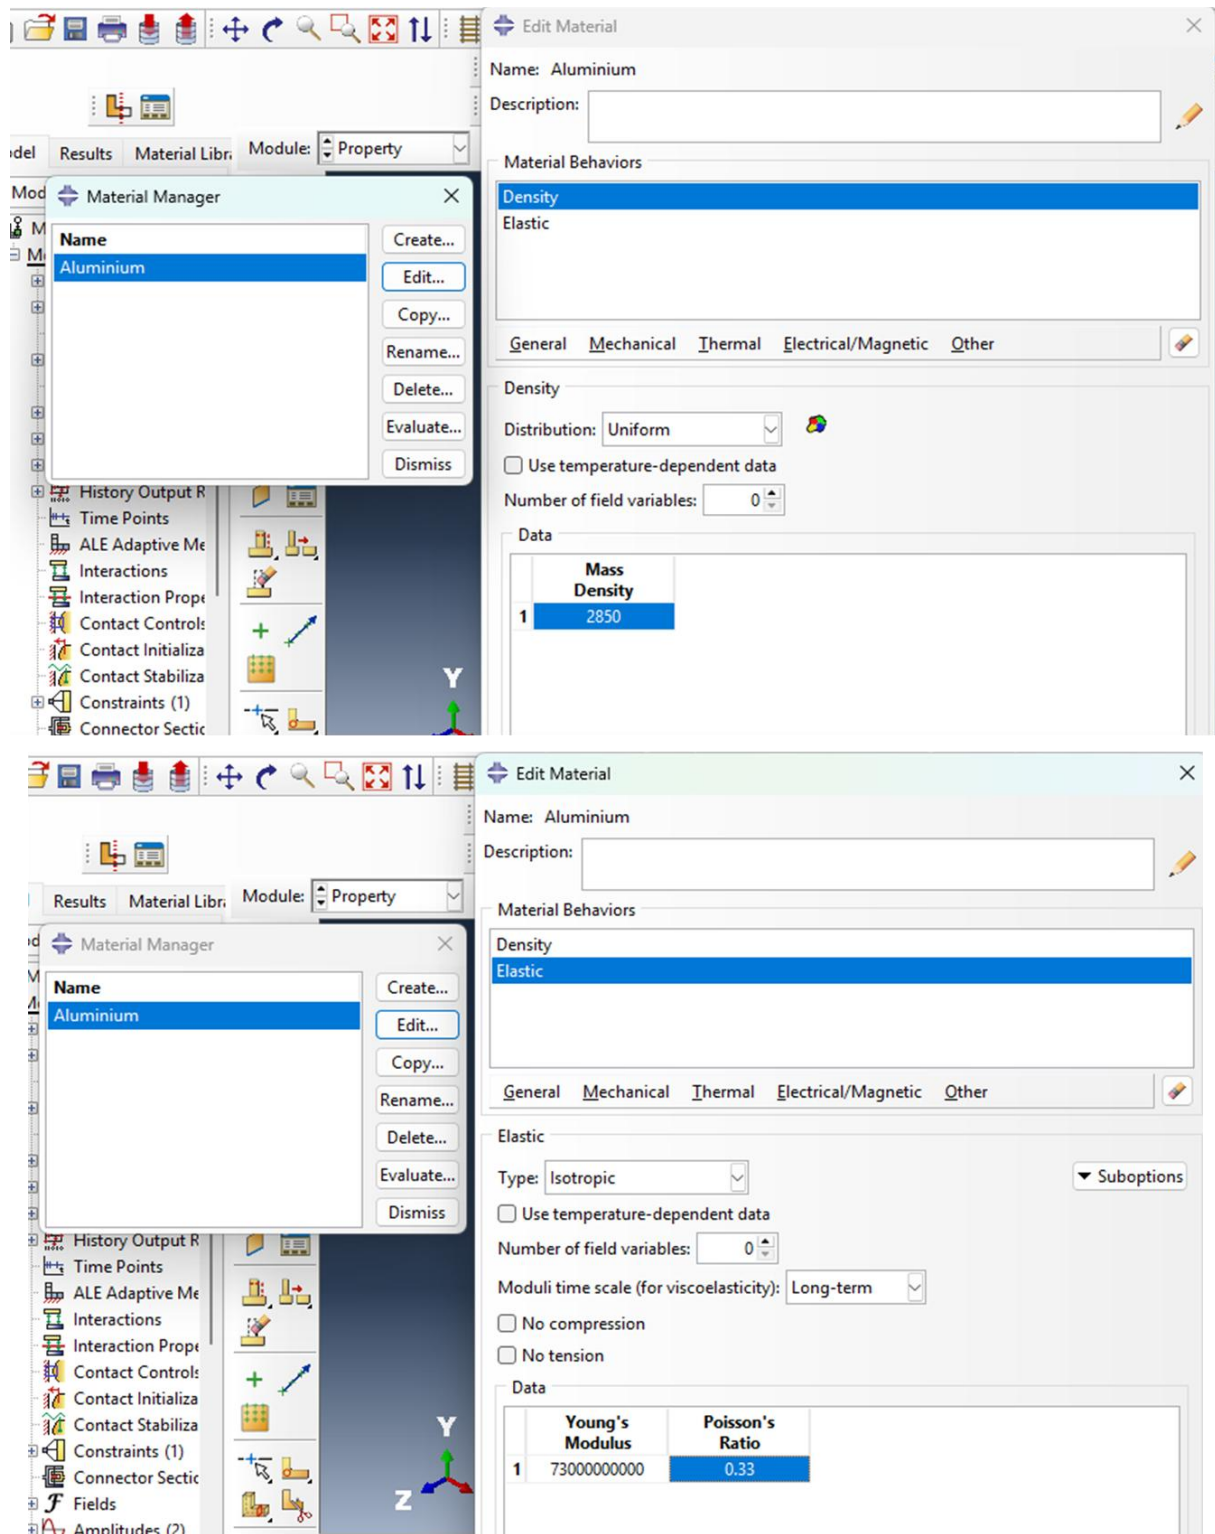 Edit Material
Name: Aluminium
Description:
odel Results Material Libr Module: Property
Material Behaviors
Mod Material Manager
Density
Elastic
Name
Aluminium
Create...
Edit...
Copy...
Rename...
Delete...
Evaluate...
Dismiss
General Mechanical Thermal Electrical/Magnetic Other
Density
Distribution: Uniform
Use temperature-dependent data
Number of field variables: 0
Data
Mass
Density
1 2850
M
M
History Output R
Time Points
ALE Adaptive Me
Interactions
Interaction Prope
Contact Controls
Contact Initializa
Contact Stabiliza
Constraints (1)
Connector Sectic
Y
Edit Material
Name: Aluminium
Description:
Results Material Libr Module: Property
Material Behaviors
od Material Manager
Density
Elastic
Name
Aluminium
Create...
Edit...
Copy...
Rename...
Delete...
Evaluate...
Dismiss
General Mechanical Thermal Electrical/Magnetic Other
Elastic
Type: Isotropic
Suboptions
Use temperature-dependent data
Number of field variables: 0
Moduli time scale (for viscoelasticity): Long-term
No compression
No tension
Data
Young's Poisson's
Modulus Ratio
1 73000000000 0.33
History Output R
Time Points
ALE Adaptive Me
Interactions
Interaction Prope
Contact Controls
Contact Initializa
Contact Stabiliza
Constraints (1)
Connector Sectic
Fields
Amplitudes (2)
Y
Z